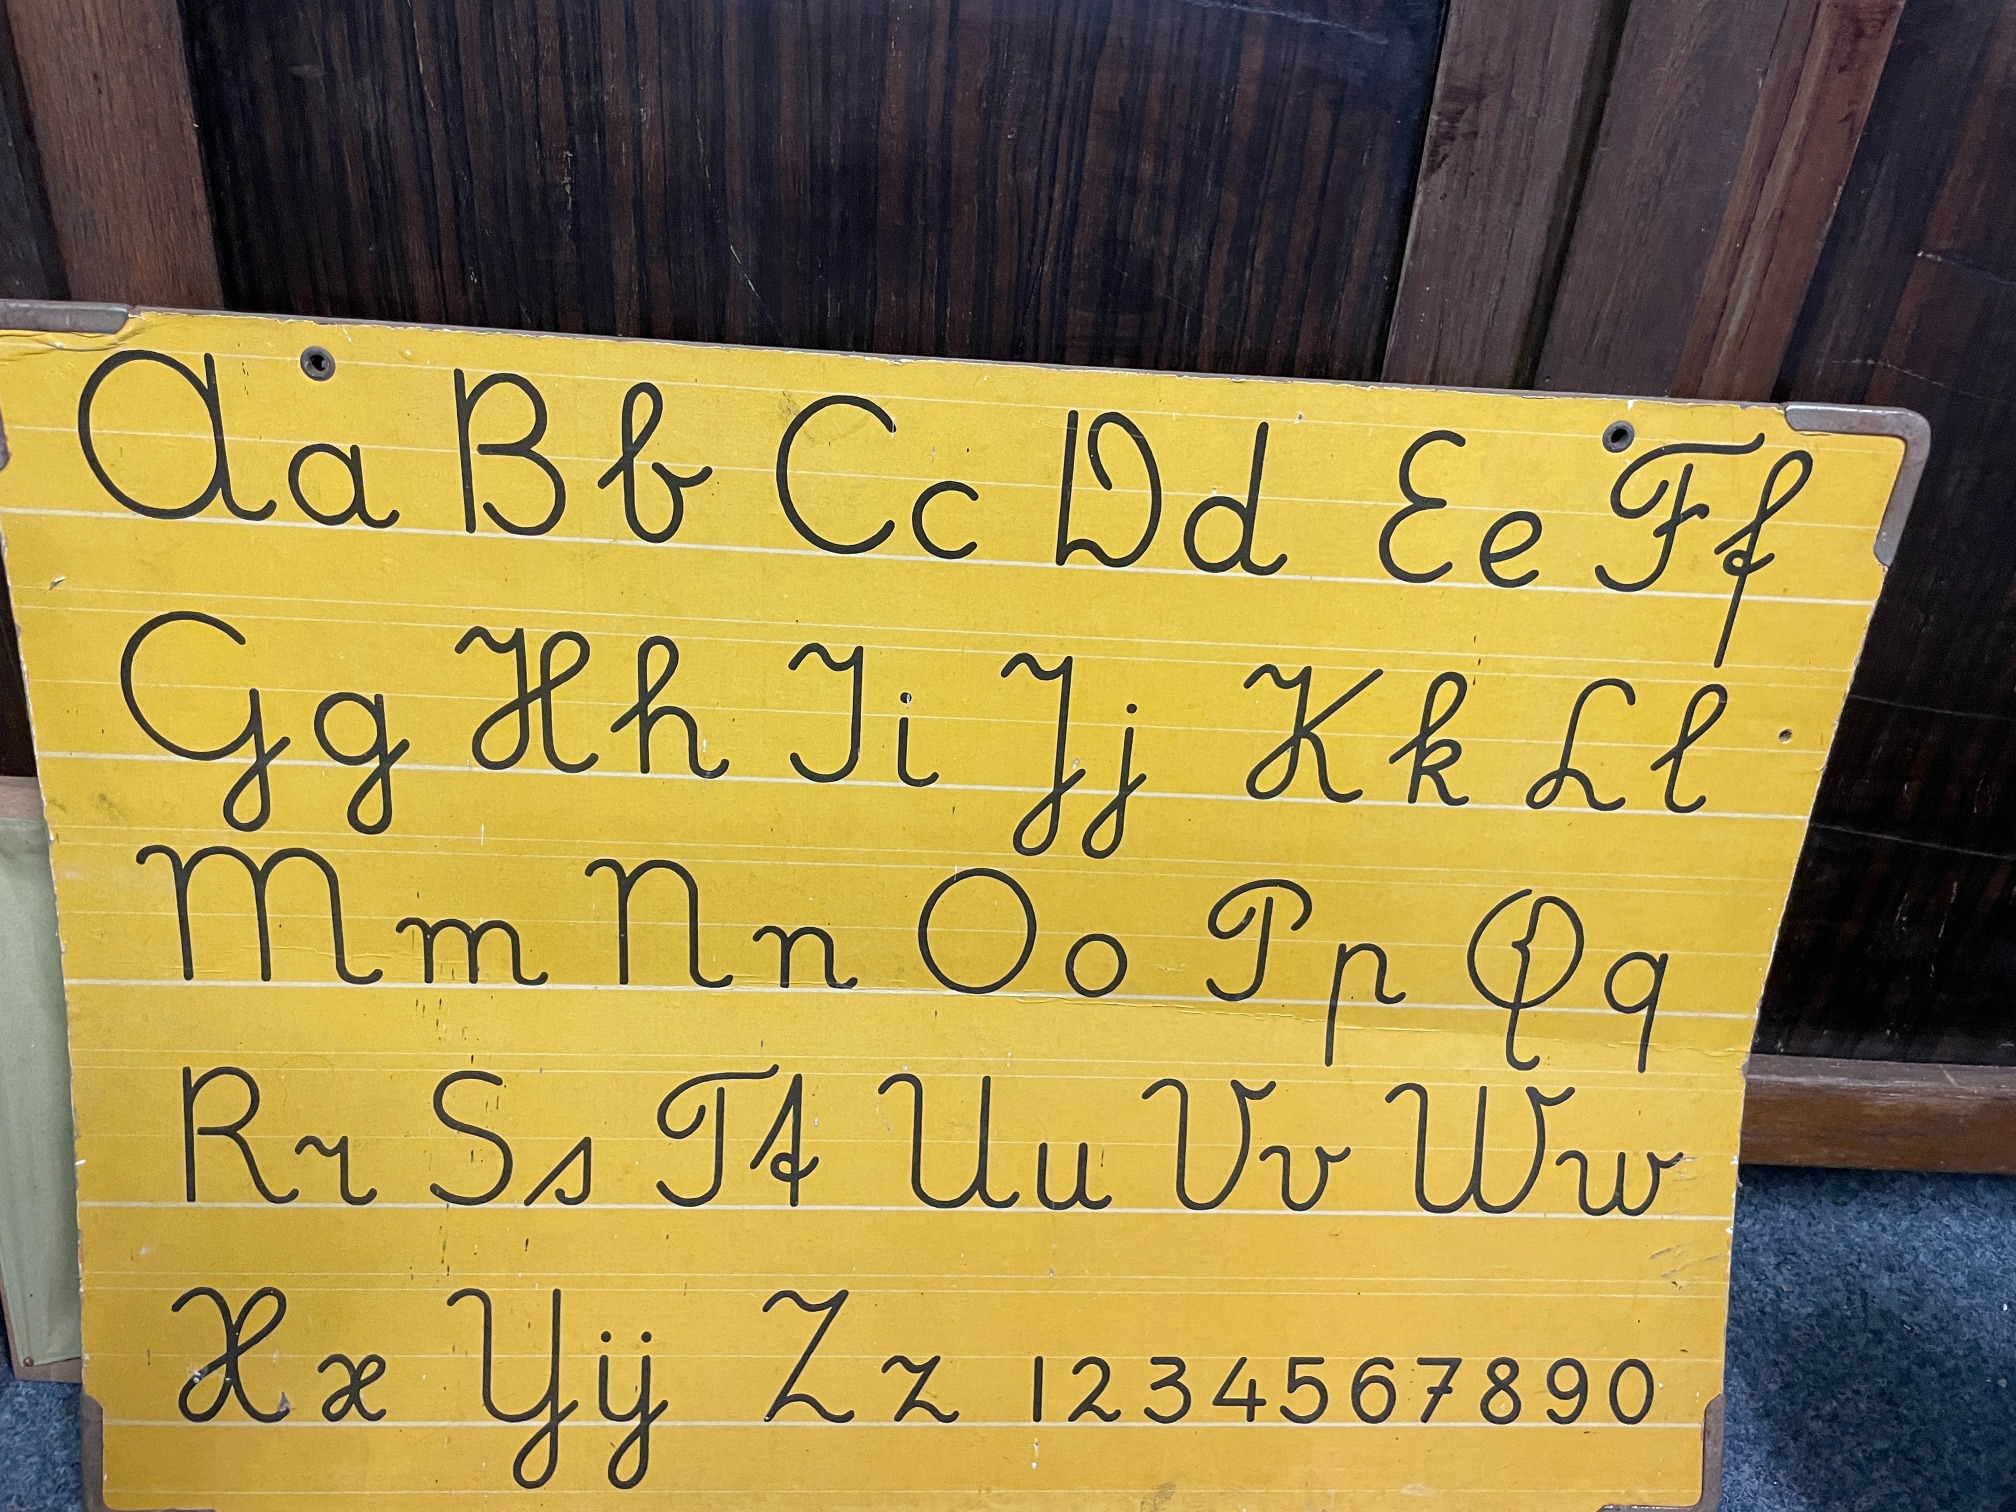 Aa Bb Cc Dd Ee Ff
Gg Hh Ii Jj Kk Ll
Mm Nn Oo Pp Qq
Rr Ss Tt Uu Vv Ww
Xx Yij Zz 1234567890